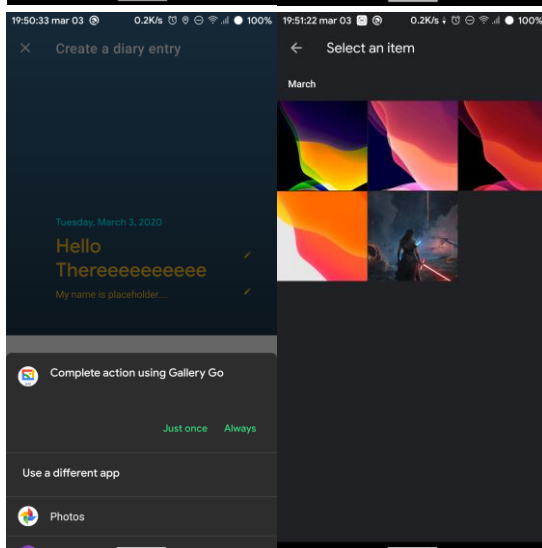 19:50:33 mar 03 0.2K/s 100%
Create a diary entry
Tuesday, March 3, 2020
Hello
Thereeeeeeeeee
My name is placeholder...
Complete action using Gallery Go
Just once Always
Use a different app
Photos
19:51:22 mar 03 0.2K/s 100%
Select an item
March